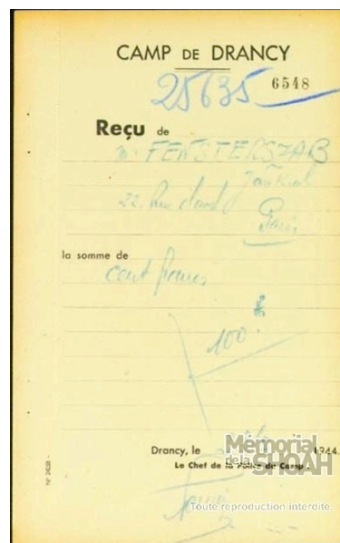 CAMP DE DRANCY
25635 6548
Reçu de
M. FENSTERSZAB
Jankiel
22, Rue
Paris
la somme de
cent francs
100.
Drancy, le 1944.
Le Chef de la Police du Camp
Mémorial
de la SHOAH
Toute reproduction interdite